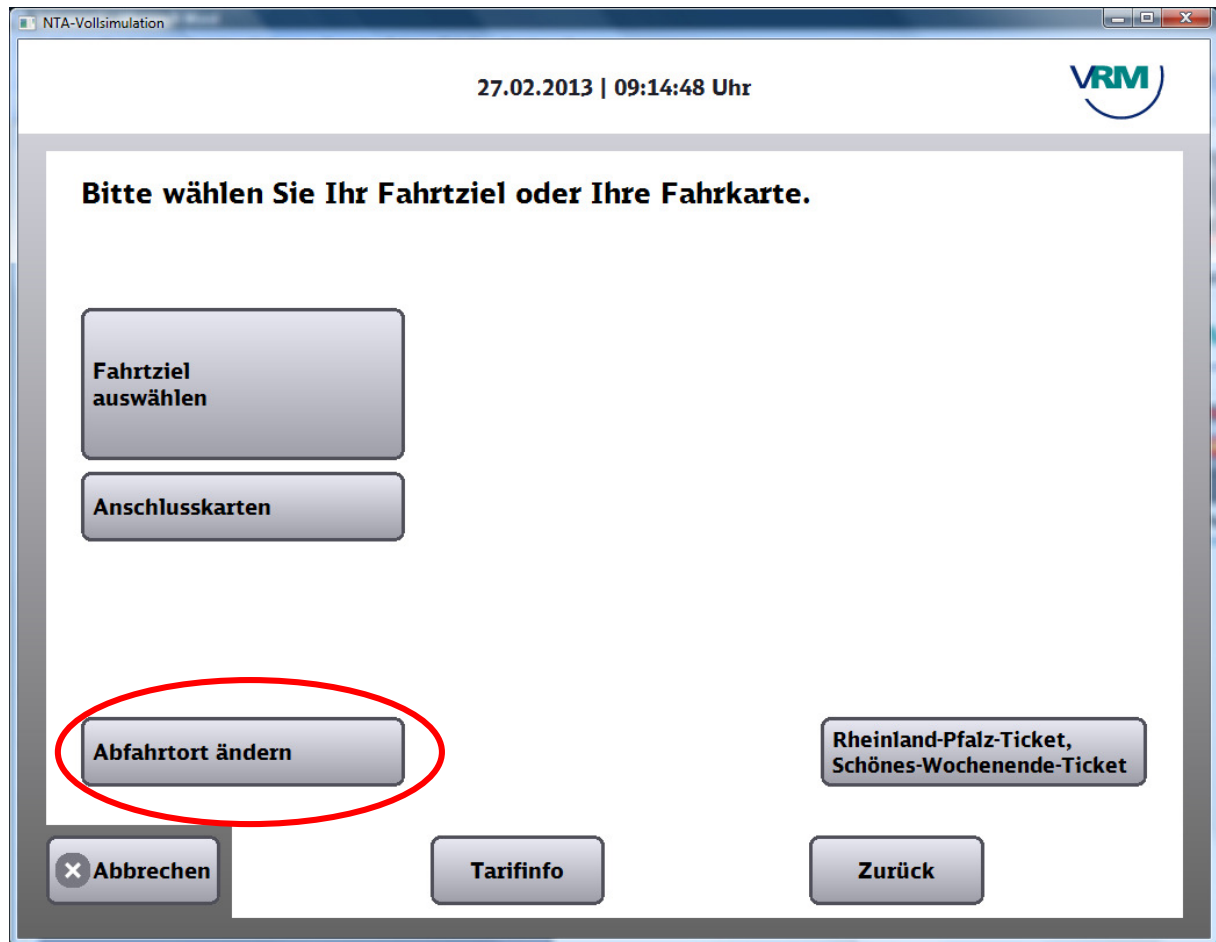 NTA-Vollsimulation
27.02.2013 | 09:14:48 Uhr
VRM
Bitte wählen Sie Ihr Fahrtziel oder Ihre Fahrkarte.
Fahrtziel
auswählen
Anschlusskarten
Abfahrtort ändern
Rheinland-Pfalz-Ticket,
Schönes-Wochenende-Ticket
Abbrechen
Tarifinfo
Zurück